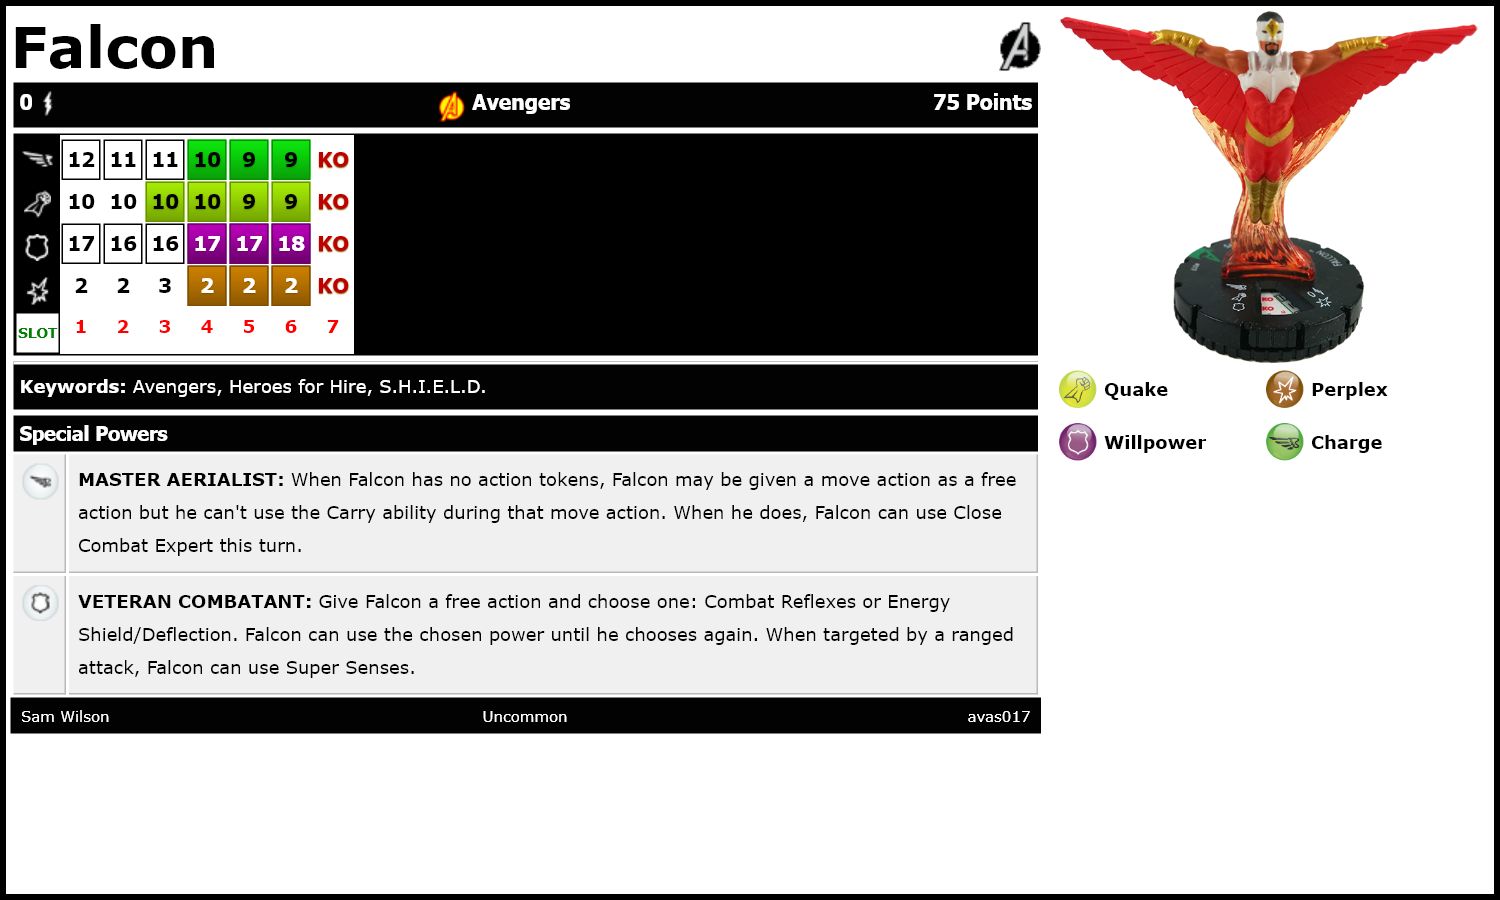 Falcon
0 Avengers 75 Points
12 11 11 10 9 9 KO
10 10 10 10 9 9 KO
17 16 16 17 17 18 KO
2 2 3 2 2 2 KO
SLOT 1 2 3 4 5 6 7
Keywords: Avengers, Heroes for Hire, S.H.I.E.L.D.
Special Powers
MASTER AERIALIST: When Falcon has no action tokens, Falcon may be given a move action as a free
action but he can't use the Carry ability during that move action. When he does, Falcon can use Close
Combat Expert this turn.
VETERAN COMBATANT: Give Falcon a free action and choose one: Combat Reflexes or Energy
Shield/Deflection. Falcon can use the chosen power until he chooses again. When targeted by a ranged
attack, Falcon can use Super Senses.
Sam Wilson Uncommon avas017
FALCON
KO
KO
0
Quake Perplex
Willpower Charge